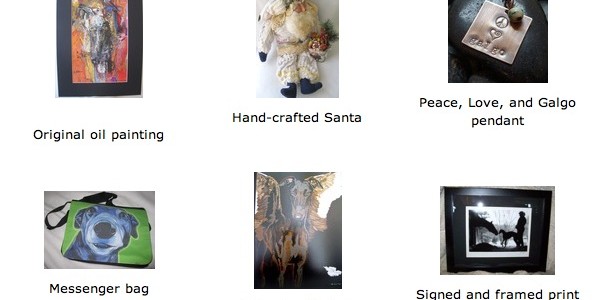 Original oil painting
Hand-crafted Santa
Peace, Love, and Galgo
pendant
Messenger bag
Signed and framed print